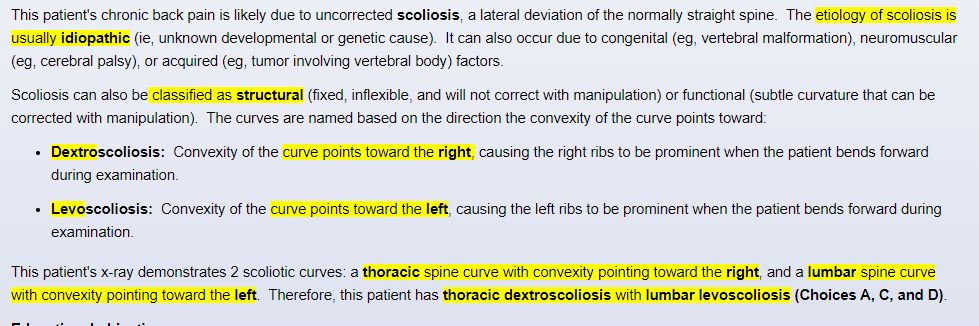 This patient's chronic back pain is likely due to uncorrected scoliosis, a lateral deviation of the normally straight spine.  The etiology of scoliosis is
usually idiopathic (ie, unknown developmental or genetic cause).  It can also occur due to congenital (eg, vertebral malformation), neuromuscular
(eg, cerebral palsy), or acquired (eg, tumor involving vertebral body) factors.
Scoliosis can also be classified as structural (fixed, inflexible, and will not correct with manipulation) or functional (subtle curvature that can be
corrected with manipulation).  The curves are named based on the direction the convexity of the curve points toward:
• Dextroscoliosis:  Convexity of the curve points toward the right, causing the right ribs to be prominent when the patient bends forward
during examination.
• Levoscoliosis:  Convexity of the curve points toward the left, causing the left ribs to be prominent when the patient bends forward during
examination.
This patient's x-ray demonstrates 2 scoliotic curves: a thoracic spine curve with convexity pointing toward the right, and a lumbar spine curve
with convexity pointing toward the left.  Therefore, this patient has thoracic dextroscoliosis with lumbar levoscoliosis (Choices A, C, and D).